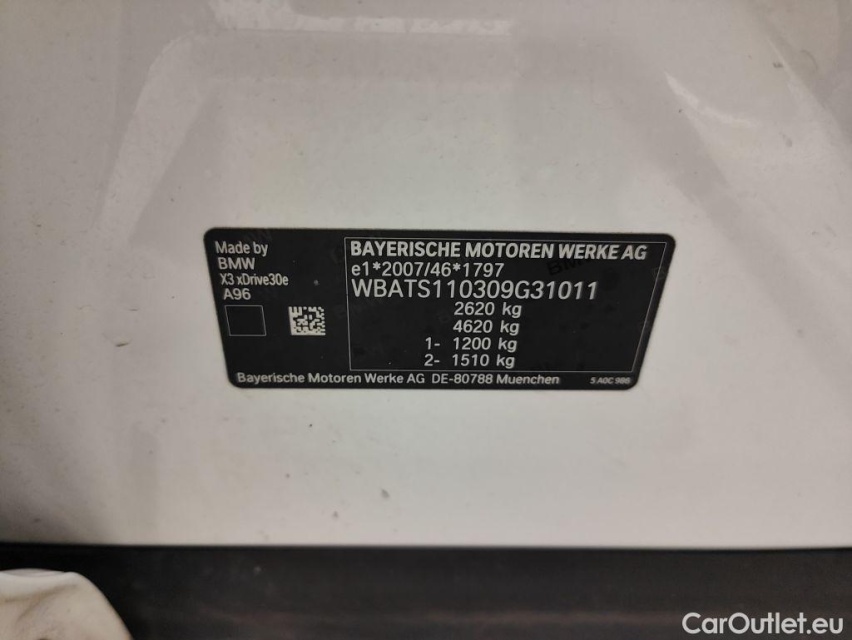 Made by
BMW
X3 xDrive30e
A96
BAYERISCHE MOTOREN WERKE AG
e1*2007/46*1797
WBATS110309G31011
2620 kg
4620 kg
1- 1200 kg
2- 1510 kg
Bayerische Motoren Werke AG DE-80788 Muenchen
CarOutlet.eu